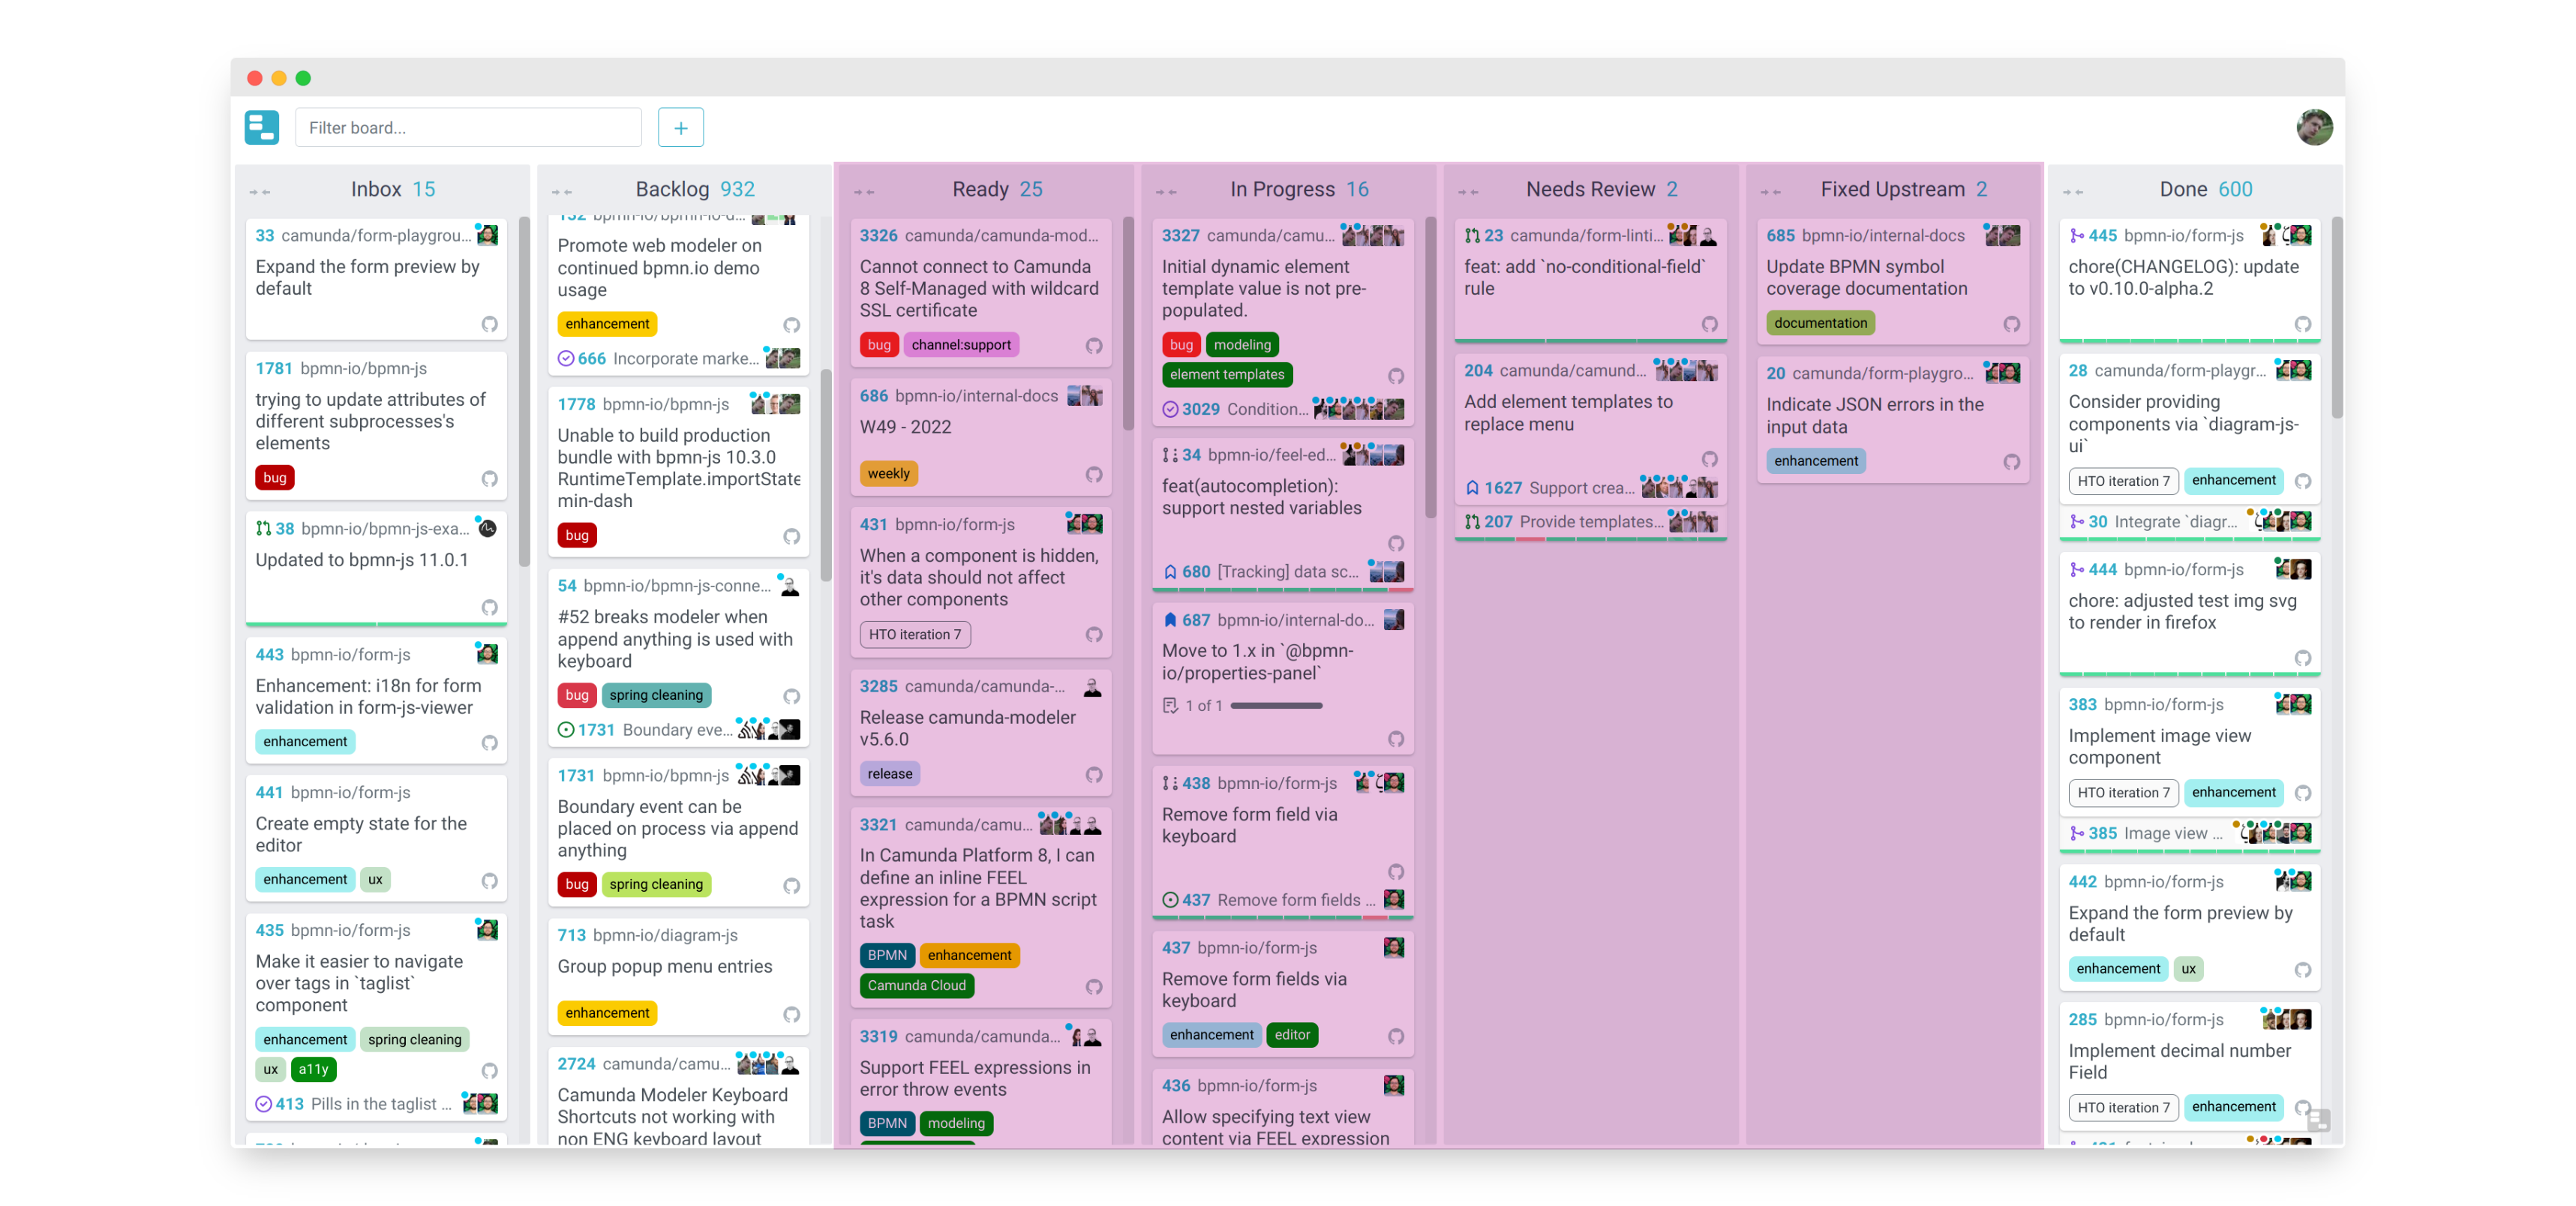 Filter board...
+
Inbox 15
33 camunda/form-playgrou...
Expand the form preview by
default
1781 bpmn-io/bpmn-js
trying to update attributes of
different subprocesses's
elements
bug
38 bpmn-io/bpmn-js-exa...
Updated to bpmn-js 11.0.1
443 bpmn-io/form-js
Enhancement: i18n for form
validation in form-js-viewer
enhancement
441 bpmn-io/form-js
Create empty state for the
editor
enhancement ux
435 bpmn-io/form-js
Make it easier to navigate
over tags in `taglist`
component
enhancement spring cleaning
ux a11y
413 Pills in the taglist ...
Backlog 932
132 bpmn-io/bpmn-io-d...
Promote web modeler on
continued bpmn.io demo
usage
enhancement
666 Incorporate marke...
1778 bpmn-io/bpmn-js
Unable to build production
bundle with bpmn-js 10.3.0
RuntimeTemplate.importState
min-dash
bug
54 bpmn-io/bpmn-js-conne...
#52 breaks modeler when
append anything is used with
keyboard
bug spring cleaning
1731 Boundary eve...
1731 bpmn-io/bpmn-js
Boundary event can be
placed on process via append
anything
bug spring cleaning
713 bpmn-io/diagram-js
Group popup menu entries
enhancement
2724 camunda/camu...
Camunda Modeler Keyboard
Shortcuts not working with
non ENG keyboard layout
Ready 25
3326 camunda/camunda-mod...
Cannot connect to Camunda
8 Self-Managed with wildcard
SSL certificate
bug channel:support
686 bpmn-io/internal-docs
W49 - 2022
weekly
431 bpmn-io/form-js
When a component is hidden,
it's data should not affect
other components
HTO iteration 7
3285 camunda/camunda-...
Release camunda-modeler
v5.6.0
release
3321 camunda/camu...
In Camunda Platform 8, I can
define an inline FEEL
expression for a BPMN script
task
BPMN enhancement
Camunda Cloud
3319 camunda/camunda...
Support FEEL expressions in
error throw events
BPMN modeling
In Progress 16
3327 camunda/camu...
Initial dynamic element
template value is not pre-
populated.
bug modeling
element templates
3029 Condition...
34 bpmn-io/feel-ed...
feat(autocompletion):
support nested variables
680 [Tracking] data sc...
687 bpmn-io/internal-do...
Move to 1.x in `@bpmn-
io/properties-panel`
1 of 1
438 bpmn-io/form-js
Remove form field via
keyboard
437 Remove form fields ...
437 bpmn-io/form-js
Remove form fields via
keyboard
enhancement editor
436 bpmn-io/form-js
Allow specifying text view
content via FEEL expression
Needs Review 2
23 camunda/form-linti...
feat: add `no-conditional-field`
rule
204 camunda/camund...
Add element templates to
replace menu
1627 Support crea...
207 Provide templates...
Fixed Upstream 2
685 bpmn-io/internal-docs
Update BPMN symbol
coverage documentation
documentation
20 camunda/form-playgro...
Indicate JSON errors in the
input data
enhancement
Done 600
445 bpmn-io/form-js
chore(CHANGELOG): update
to v0.10.0-alpha.2
28 camunda/form-playgr...
Consider providing
components via `diagram-js-
ui`
HTO iteration 7 enhancement
30 Integrate `diagr...
444 bpmn-io/form-js
chore: adjusted test img svg
to render in firefox
383 bpmn-io/form-js
Implement image view
component
HTO iteration 7 enhancement
385 Image view ...
442 bpmn-io/form-js
Expand the form preview by
default
enhancement ux
285 bpmn-io/form-js
Implement decimal number
Field
HTO iteration 7 enhancement